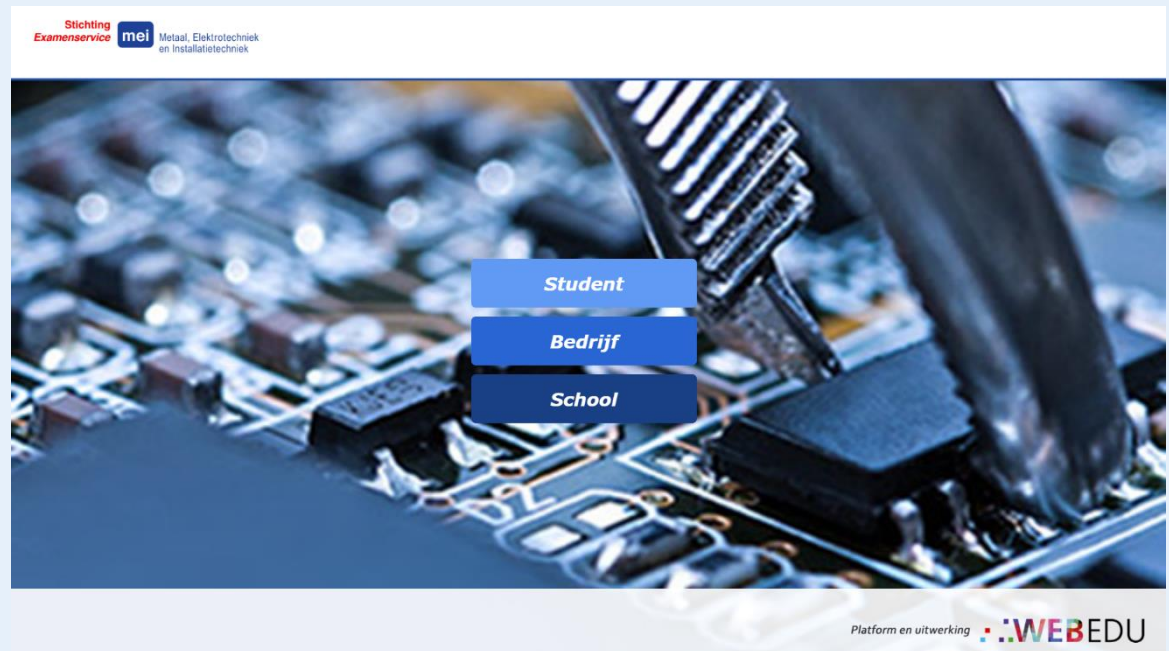 Stichting
Examenservice
mei
Metaal, Elektrotechniek
en Installatietechniek
Student
Bedrijf
School
Platform en uitwerking
WEBEDU